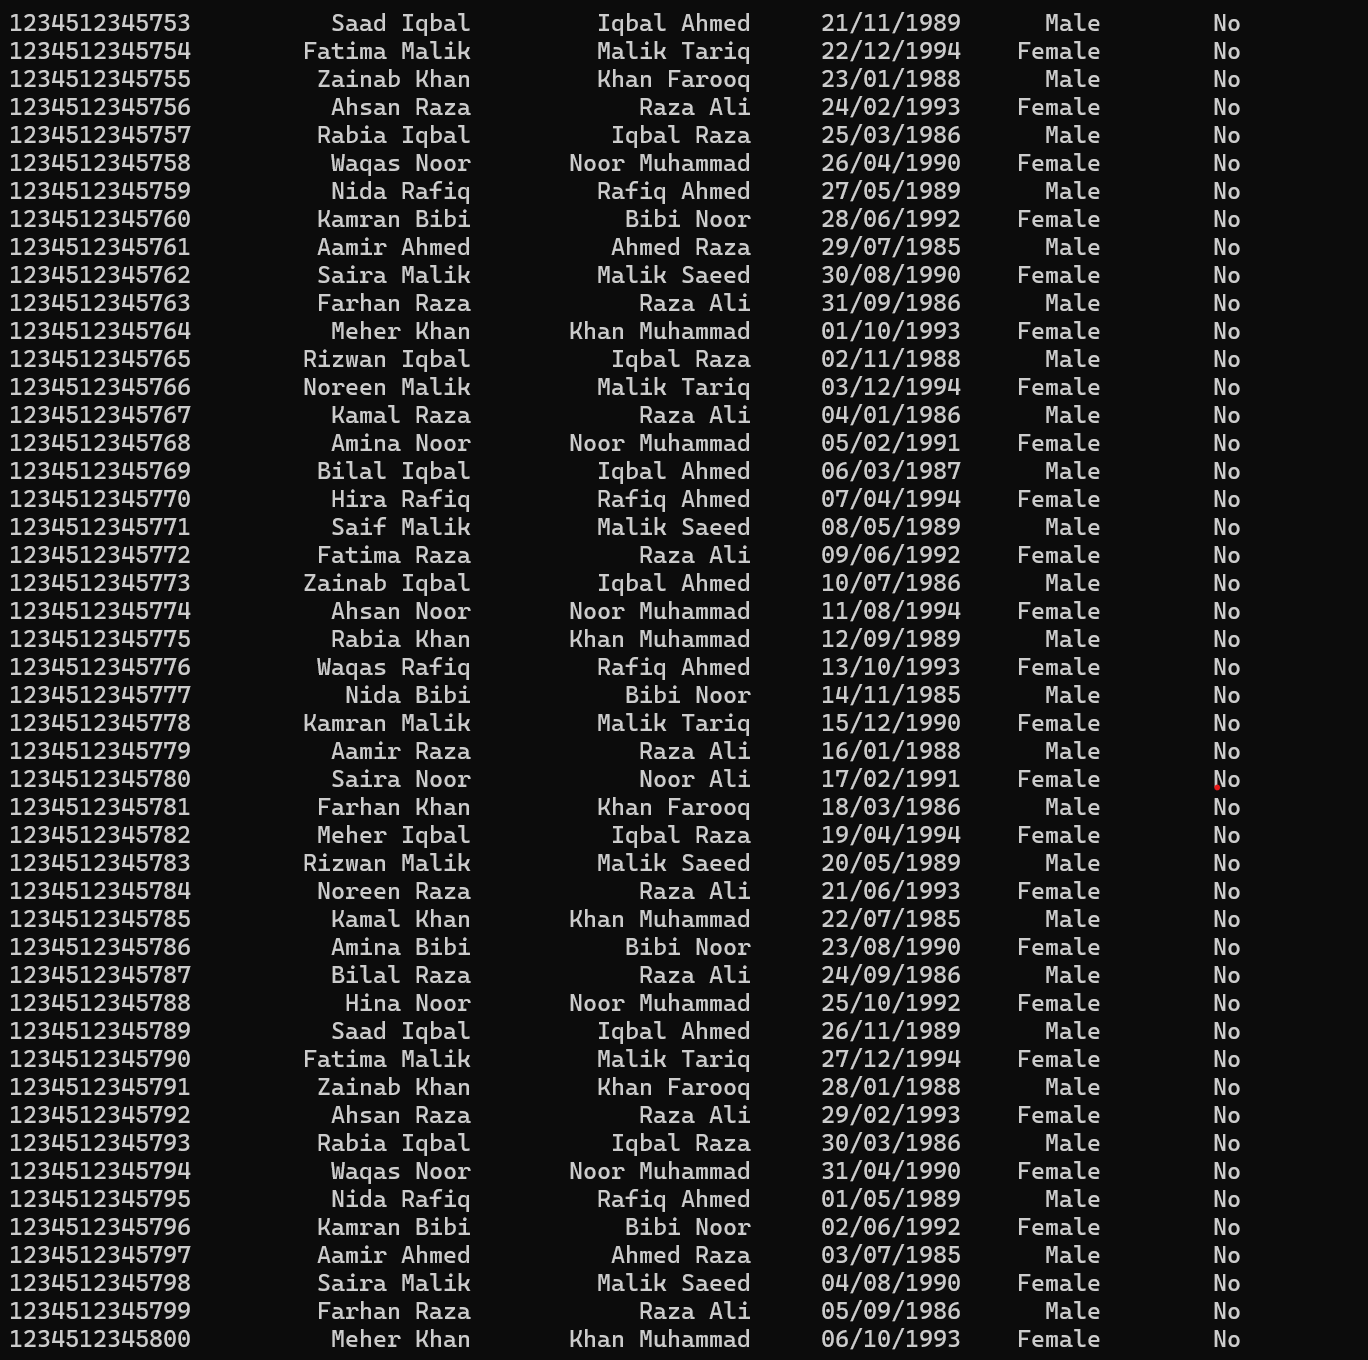 1234512345753 Saad Iqbal Iqbal Ahmed 21/11/1989 Male No
1234512345754 Fatima Malik Malik Tariq 22/12/1994 Female No
1234512345755 Zainab Khan Khan Farooq 23/01/1988 Male No
1234512345756 Ahsan Raza Raza Ali 24/02/1993 Female No
1234512345757 Rabia Iqbal Iqbal Raza 25/03/1986 Male No
1234512345758 Waqas Noor Noor Muhammad 26/04/1990 Female No
1234512345759 Nida Rafiq Rafiq Ahmed 27/05/1989 Male No
1234512345760 Kamran Bibi Bibi Noor 28/06/1992 Female No
1234512345761 Aamir Ahmed Ahmed Raza 29/07/1985 Male No
1234512345762 Saira Malik Malik Saeed 30/08/1990 Female No
1234512345763 Farhan Raza Raza Ali 31/09/1986 Male No
1234512345764 Meher Khan Khan Muhammad 01/10/1993 Female No
1234512345765 Rizwan Iqbal Iqbal Raza 02/11/1988 Male No
1234512345766 Noreen Malik Malik Tariq 03/12/1994 Female No
1234512345767 Kamal Raza Raza Ali 04/01/1986 Male No
1234512345768 Amina Noor Noor Muhammad 05/02/1991 Female No
1234512345769 Bilal Iqbal Iqbal Ahmed 06/03/1987 Male No
1234512345770 Hira Rafiq Rafiq Ahmed 07/04/1994 Female No
1234512345771 Saif Malik Malik Saeed 08/05/1989 Male No
1234512345772 Fatima Raza Raza Ali 09/06/1992 Female No
1234512345773 Zainab Iqbal Iqbal Ahmed 10/07/1986 Male No
1234512345774 Ahsan Noor Noor Muhammad 11/08/1994 Female No
1234512345775 Rabia Khan Khan Muhammad 12/09/1989 Male No
1234512345776 Waqas Rafiq Rafiq Ahmed 13/10/1993 Female No
1234512345777 Nida Bibi Bibi Noor 14/11/1985 Male No
1234512345778 Kamran Malik Malik Tariq 15/12/1990 Female No
1234512345779 Aamir Raza Raza Ali 16/01/1988 Male No
1234512345780 Saira Noor Noor Ali 17/02/1991 Female No
1234512345781 Farhan Khan Khan Farooq 18/03/1986 Male No
1234512345782 Meher Iqbal Iqbal Raza 19/04/1994 Female No
1234512345783 Rizwan Malik Malik Saeed 20/05/1989 Male No
1234512345784 Noreen Raza Raza Ali 21/06/1993 Female No
1234512345785 Kamal Khan Khan Muhammad 22/07/1985 Male No
1234512345786 Amina Bibi Bibi Noor 23/08/1990 Female No
1234512345787 Bilal Raza Raza Ali 24/09/1986 Male No
1234512345788 Hina Noor Noor Muhammad 25/10/1992 Female No
1234512345789 Saad Iqbal Iqbal Ahmed 26/11/1989 Male No
1234512345790 Fatima Malik Malik Tariq 27/12/1994 Female No
1234512345791 Zainab Khan Khan Farooq 28/01/1988 Male No
1234512345792 Ahsan Raza Raza Ali 29/02/1993 Female No
1234512345793 Rabia Iqbal Iqbal Raza 30/03/1986 Male No
1234512345794 Waqas Noor Noor Muhammad 31/04/1990 Female No
1234512345795 Nida Rafiq Rafiq Ahmed 01/05/1989 Male No
1234512345796 Kamran Bibi Bibi Noor 02/06/1992 Female No
1234512345797 Aamir Ahmed Ahmed Raza 03/07/1985 Male No
1234512345798 Saira Malik Malik Saeed 04/08/1990 Female No
1234512345799 Farhan Raza Raza Ali 05/09/1986 Male No
1234512345800 Meher Khan Khan Muhammad 06/10/1993 Female No